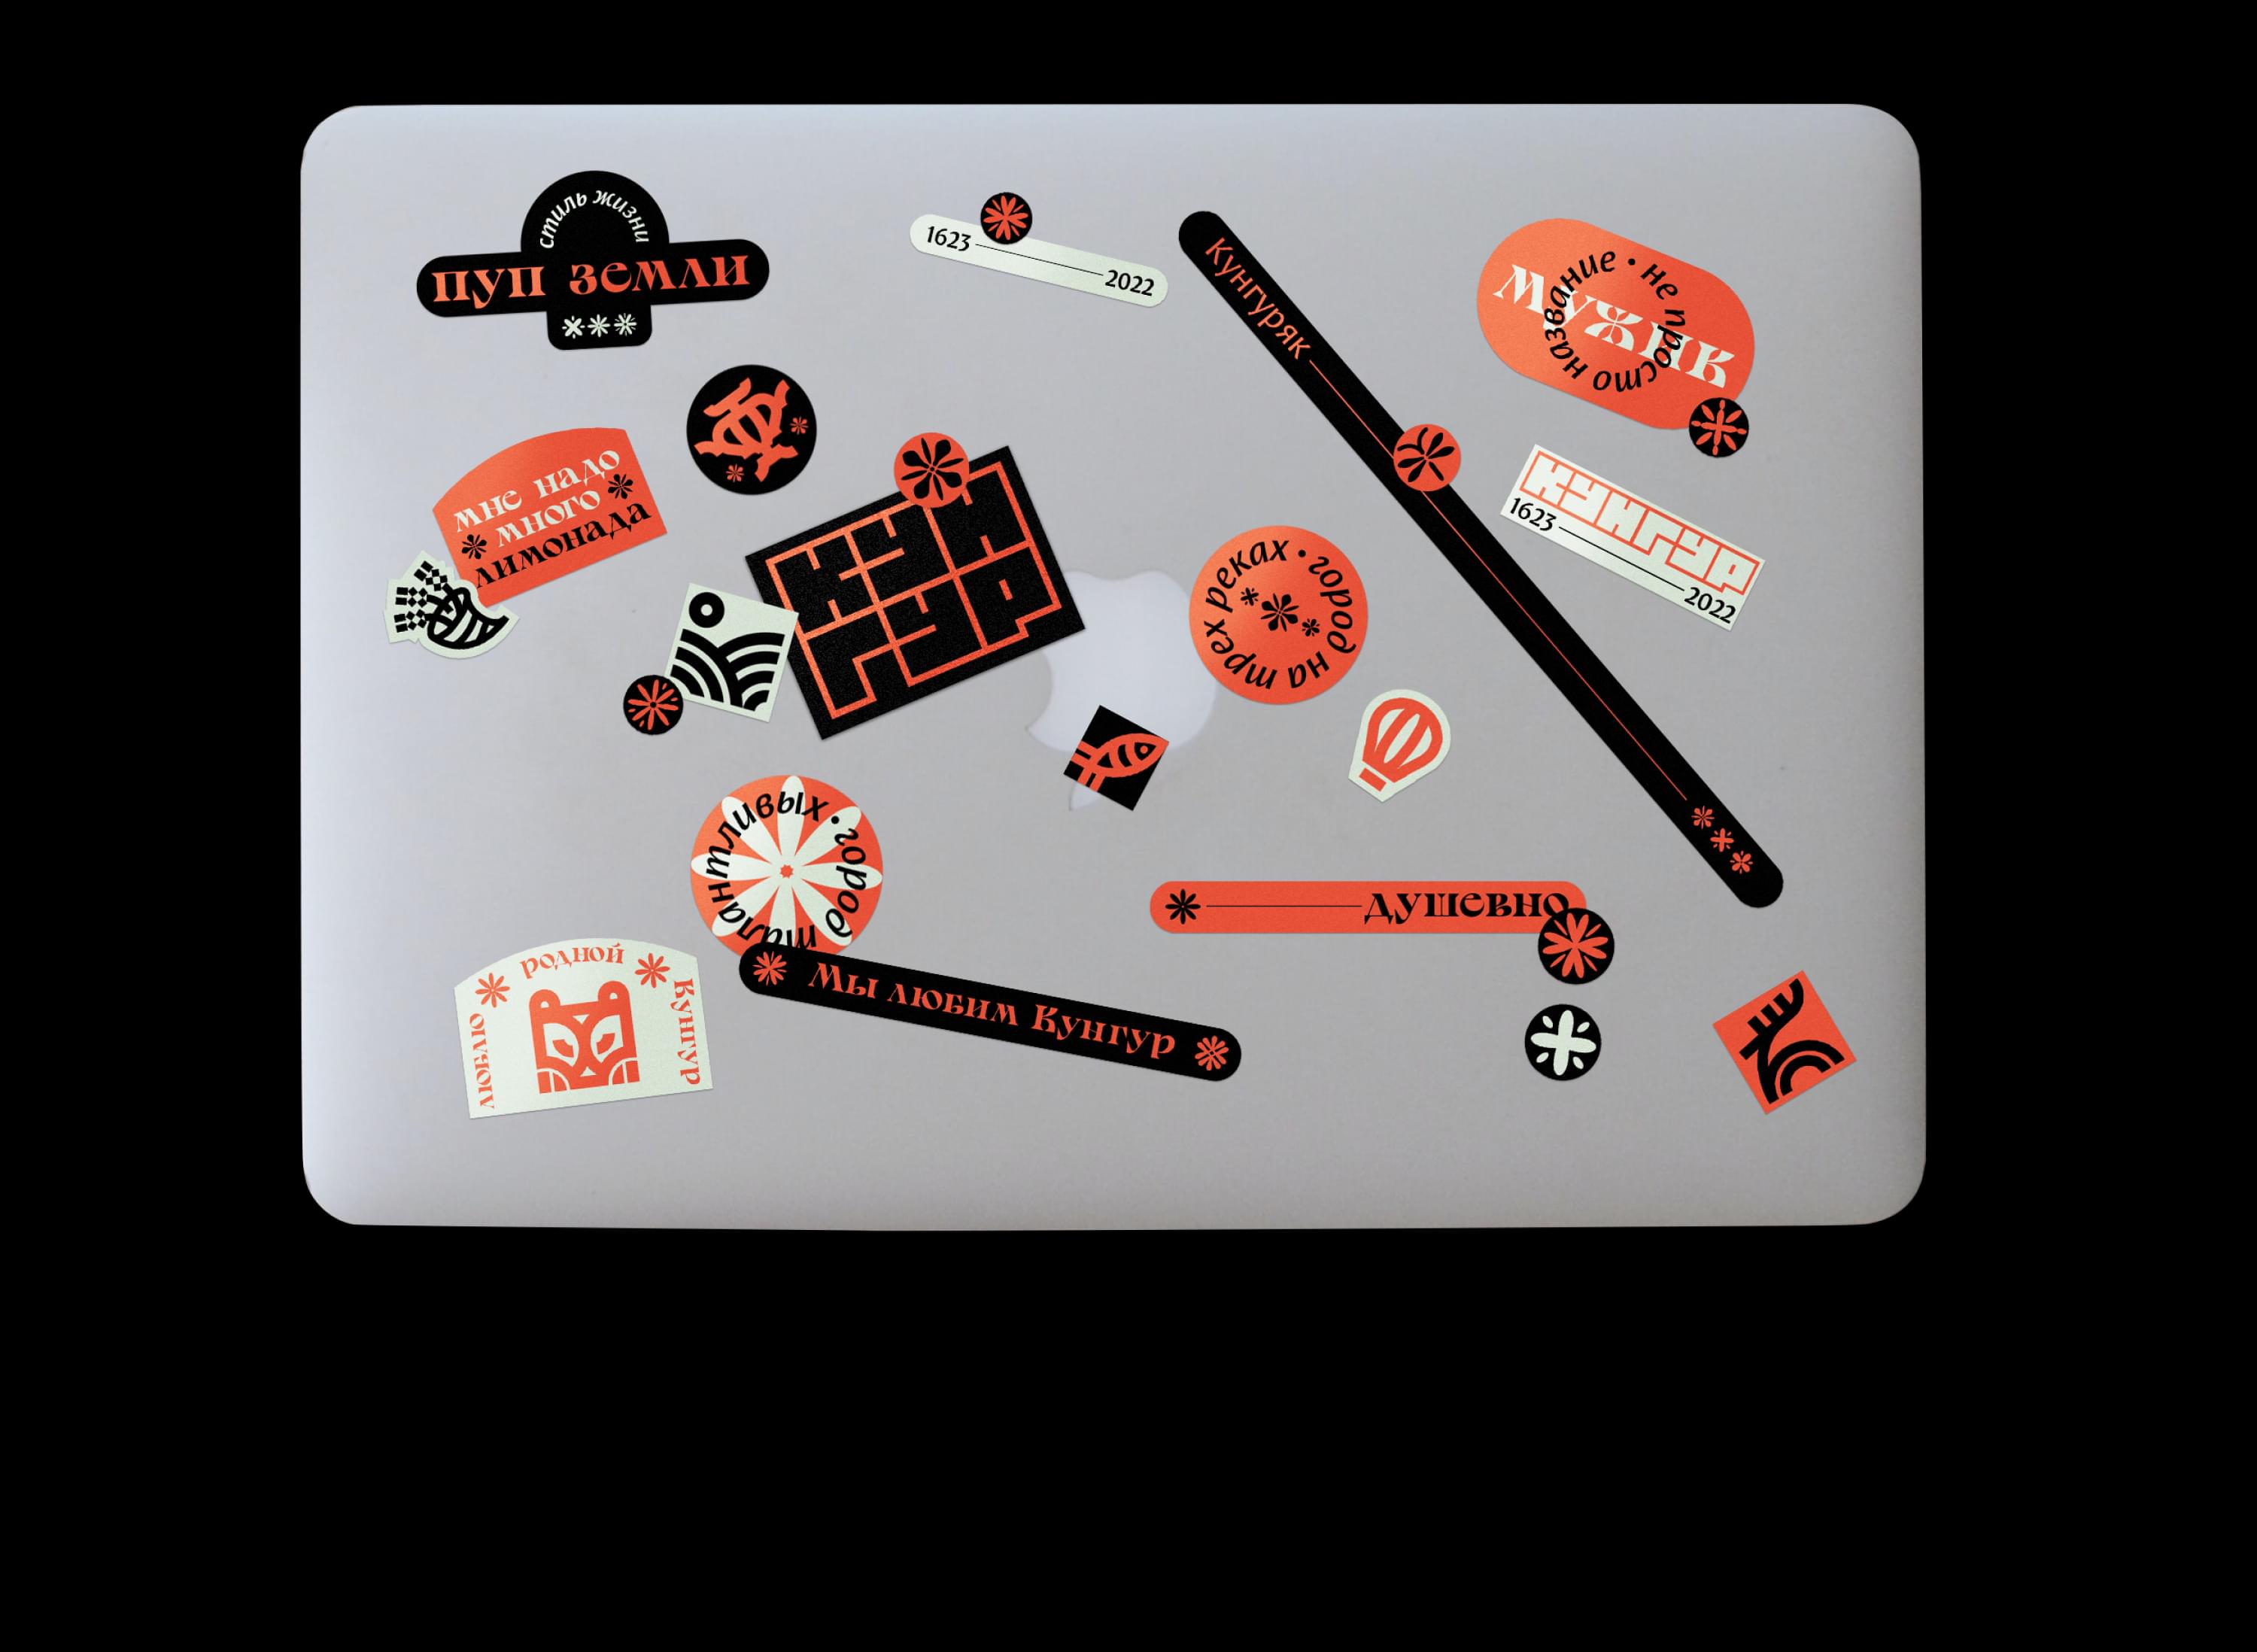 стиль жизни
пуп земли
1623 2022
Кунгуряк
мужик
не просто название •
мне надо
много
лимонада
кун
гур
кунгур
1623 2022
город на трех реках •
город талантливых •
душевно
Мы любим Кунгур
люблю
родной
Кунгур